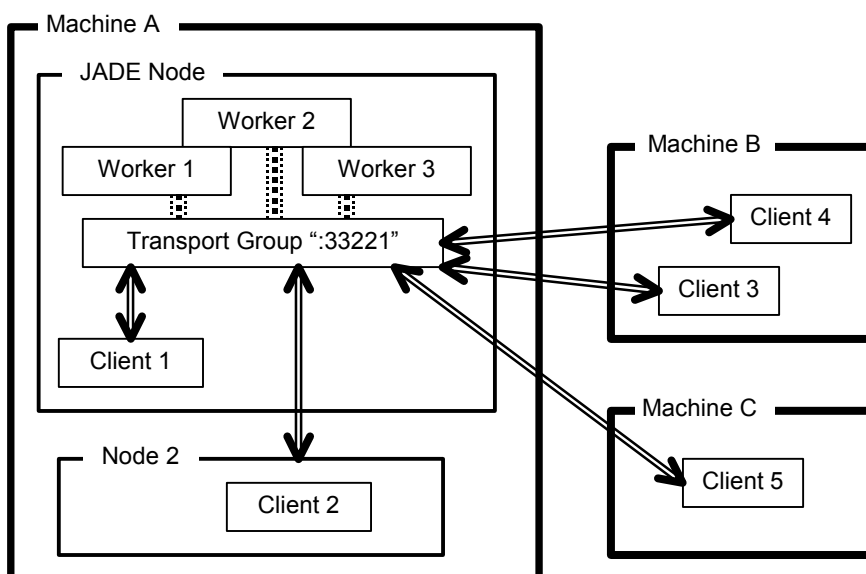 Machine A
JADE Node
Worker 2
Worker 1
Worker 3
Transport Group “:33221”
Client 1
Node 2
Client 2
Machine B
Client 4
Client 3
Machine C
Client 5